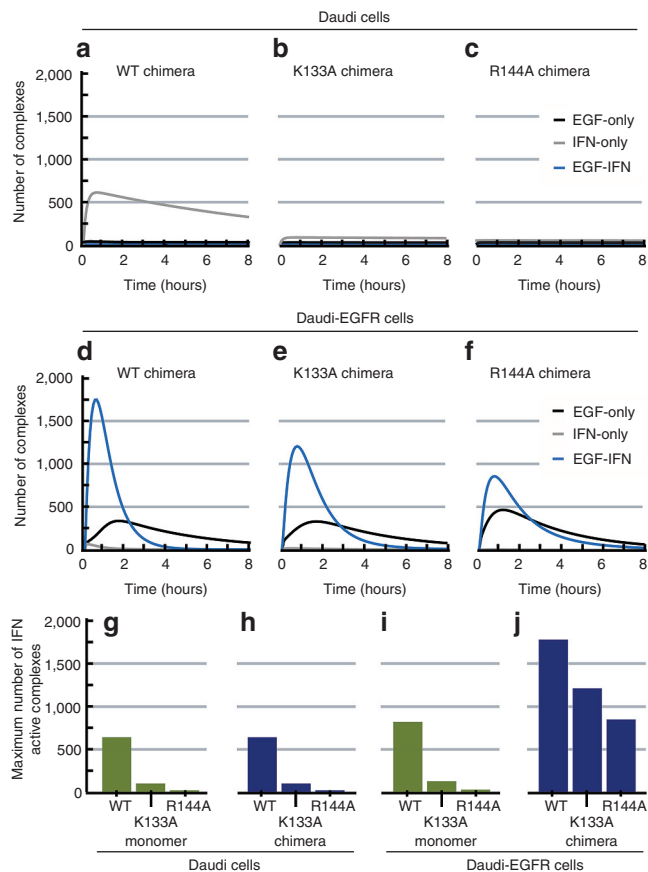 Daudi cells
a b c
WT chimera K133A chimera R144A chimera
Number of complexes
2,000
1,500
1,000
500
0
EGF-only
IFN-only
EGF-IFN
0 2 4 6 8 0 2 4 6 8 0 2 4 6 8
Time (hours) Time (hours) Time (hours)
Daudi-EGFR cells
d e f
WT chimera K133A chimera R144A chimera
Number of complexes
2,000
1,500
1,000
500
0
EGF-only
IFN-only
EGF-IFN
0 2 4 6 8 0 2 4 6 8 0 2 4 6 8
Time (hours) Time (hours) Time (hours)
g h i j
Maximum number of IFN
active complexes
2,000
1,500
1,000
500
0
WT R144A WT R144A WT R144A WT R144A
K133A K133A K133A K133A
monomer chimera monomer chimera
Daudi cells Daudi-EGFR cells